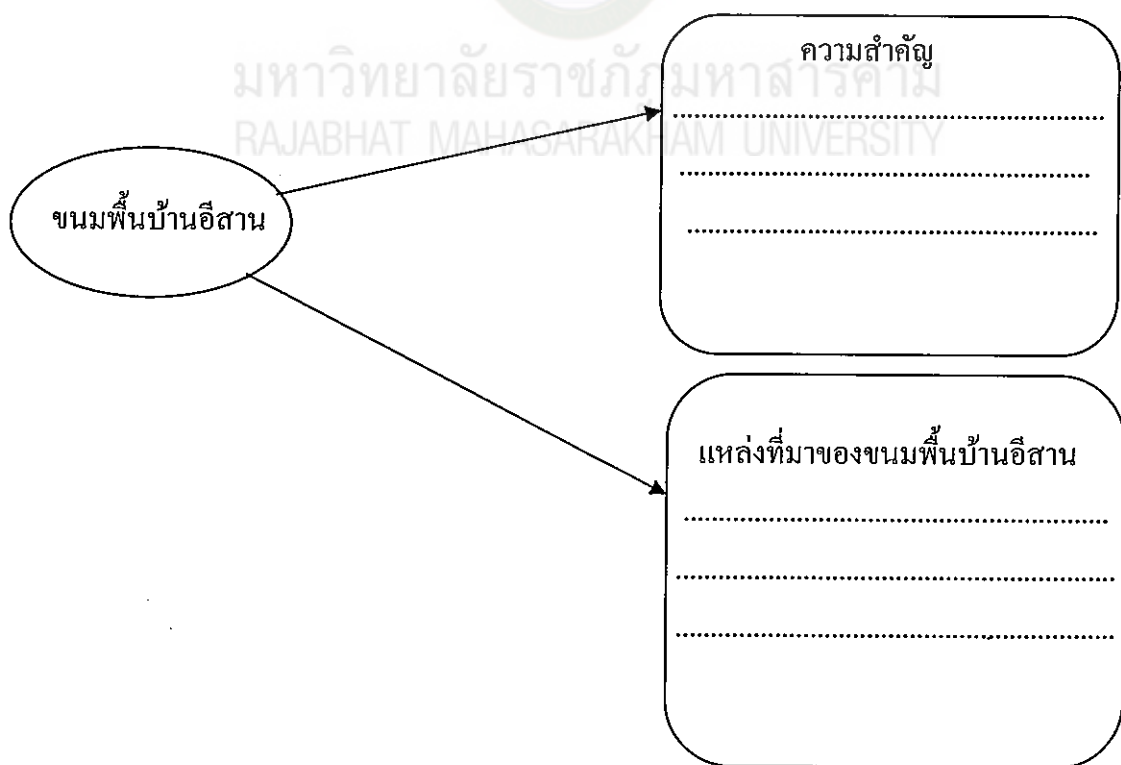 ความสำคัญ
มหาวิทยาลัยราชภัฏมหาสารคาม
RAJABHAT MAHASARAKHAM UNIVERSITY
ขนมพื้นบ้านอีสาน
แหล่งที่มาของขนมพื้นบ้านอีสาน